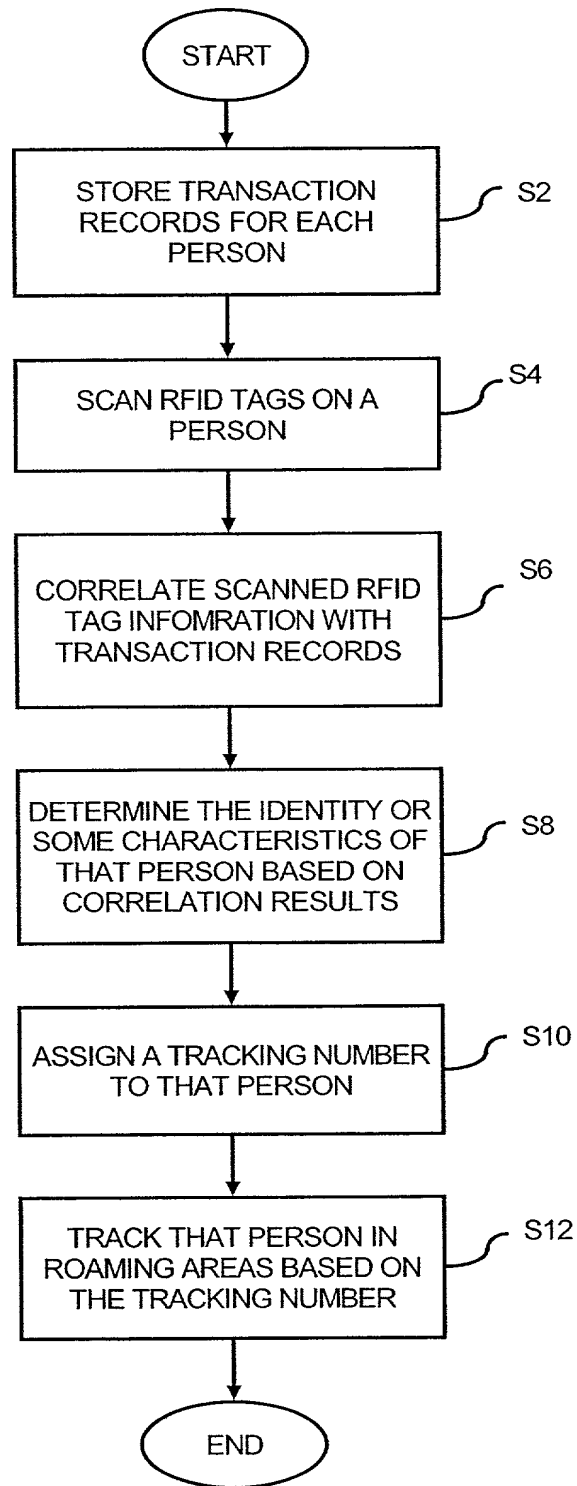 START
STORE TRANSACTION
RECORDS FOR EACH
PERSON
S2
SCAN RFID TAGS ON A
PERSON
S4
CORRELATE SCANNED RFID
TAG INFOMRATION WITH
TRANSACTION RECORDS
S6
DETERMINE THE IDENTITY OR
SOME CHARACTERISTICS OF
THAT PERSON BASED ON
CORRELATION RESULTS
S8
ASSIGN A TRACKING NUMBER
TO THAT PERSON
S10
TRACK THAT PERSON IN
ROAMING AREAS BASED ON
THE TRACKING NUMBER
S12
END